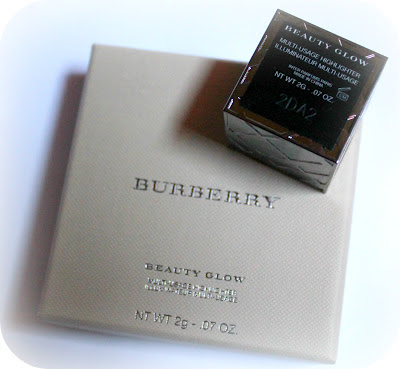 BEAUTY GLOW
MULTI-USAGE HIGHLIGHTER
ILLUMINATEUR MULTI-USAGE
NT WT 2G - .07 OZ.
2DA2
BURBERRY
BEAUTY GLOW
NT WT 2g - .07 OZ.